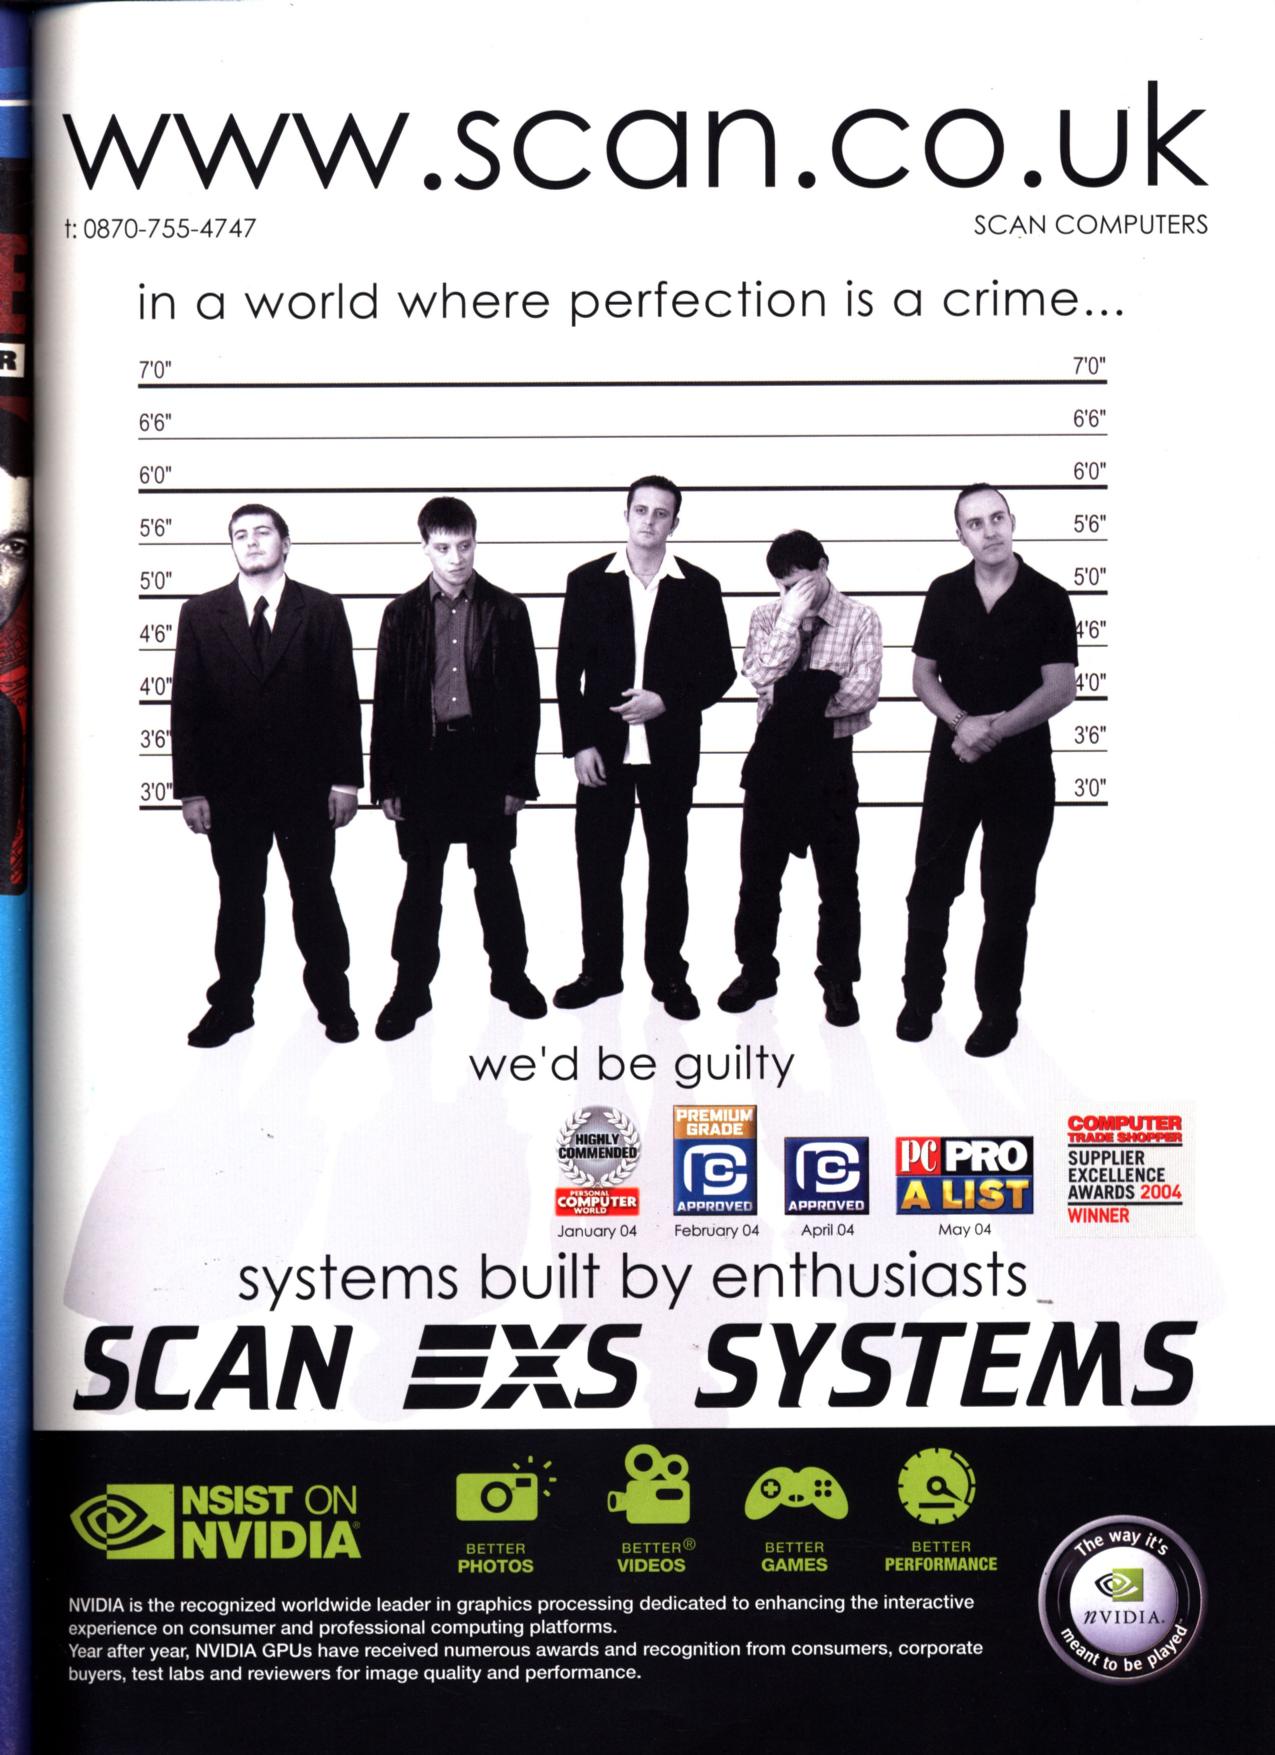 www.scan.co.uk
t: 0870-755-4747
SCAN COMPUTERS
in a world where perfection is a crime...
7'0" 7'0"
6'6" 6'6"
6'0" 6'0"
5'6" 5'6"
5'0" 5'0"
4'6" 4'6"
4'0" 4'0"
3'6" 3'6"
3'0" 3'0"
R
we'd be guilty
HIGHLY
COMMENDED
PERSONAL
COMPUTER
WORLD
January 04
PREMIUM
GRADE
APPROVED
February 04
APPROVED
April 04
PC PRO
A LIST
May 04
COMPUTER
TRADE SHOPPER
SUPPLIER
EXCELLENCE
AWARDS 2004
WINNER
systems built by enthusiasts
SCAN EXS SYSTEMS
NSIST ON
NVIDIA®
BETTER
PHOTOS
BETTER®
VIDEOS
BETTER
GAMES
BETTER
PERFORMANCE
The way it's
nVIDIA.
meant to be played
NVIDIA is the recognized worldwide leader in graphics processing dedicated to enhancing the interactive
experience on consumer and professional computing platforms.
Year after year, NVIDIA GPUs have received numerous awards and recognition from consumers, corporate
buyers, test labs and reviewers for image quality and performance.